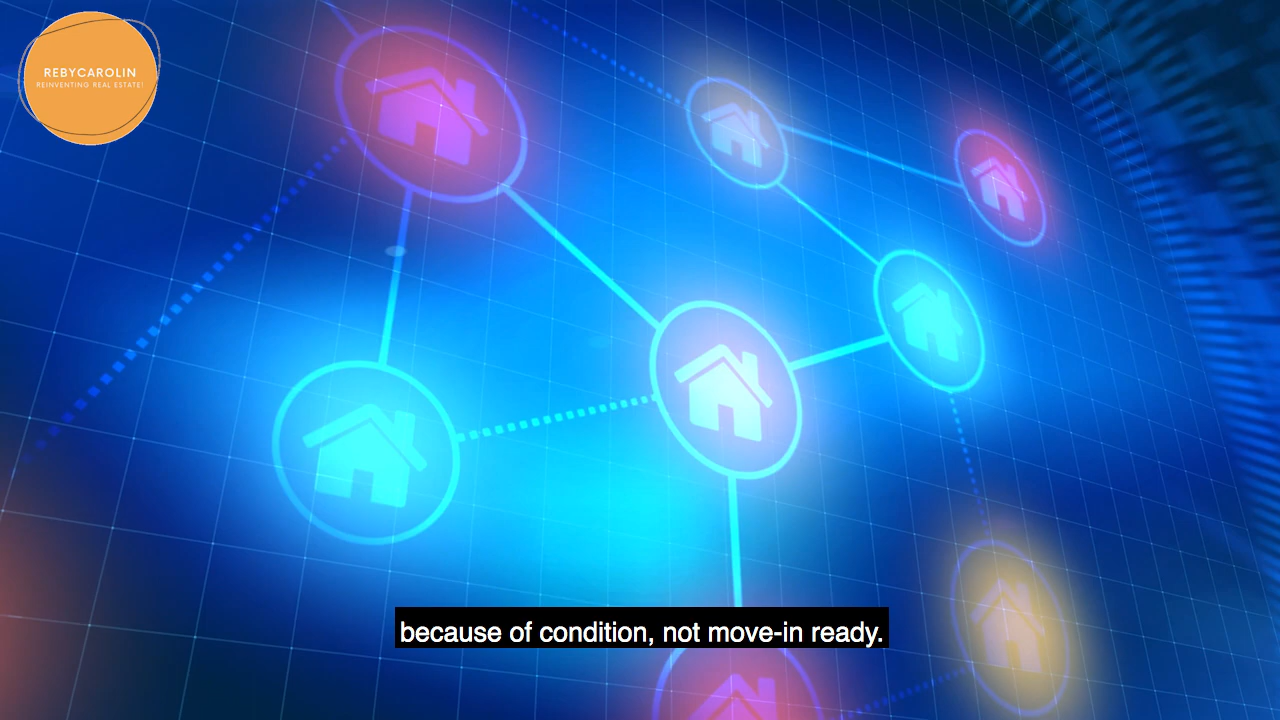 REBYCAROLIN
REINVENTING REAL ESTATE!
because of condition, not move-in ready.